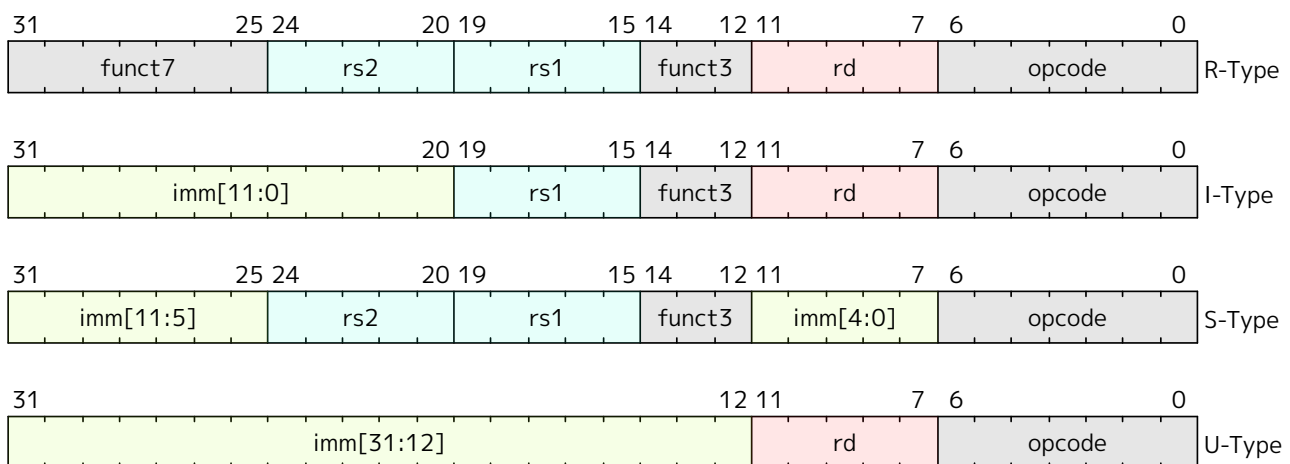 31 25 24 20 19 15 14 12 11 7 6 0
funct7 rs2 rs1 funct3 rd opcode R-Type
31 20 19 15 14 12 11 7 6 0
imm[11:0] rs1 funct3 rd opcode I-Type
31 25 24 20 19 15 14 12 11 7 6 0
imm[11:5] rs2 rs1 funct3 imm[4:0] opcode S-Type
31 12 11 7 6 0
imm[31:12] rd opcode U-Type